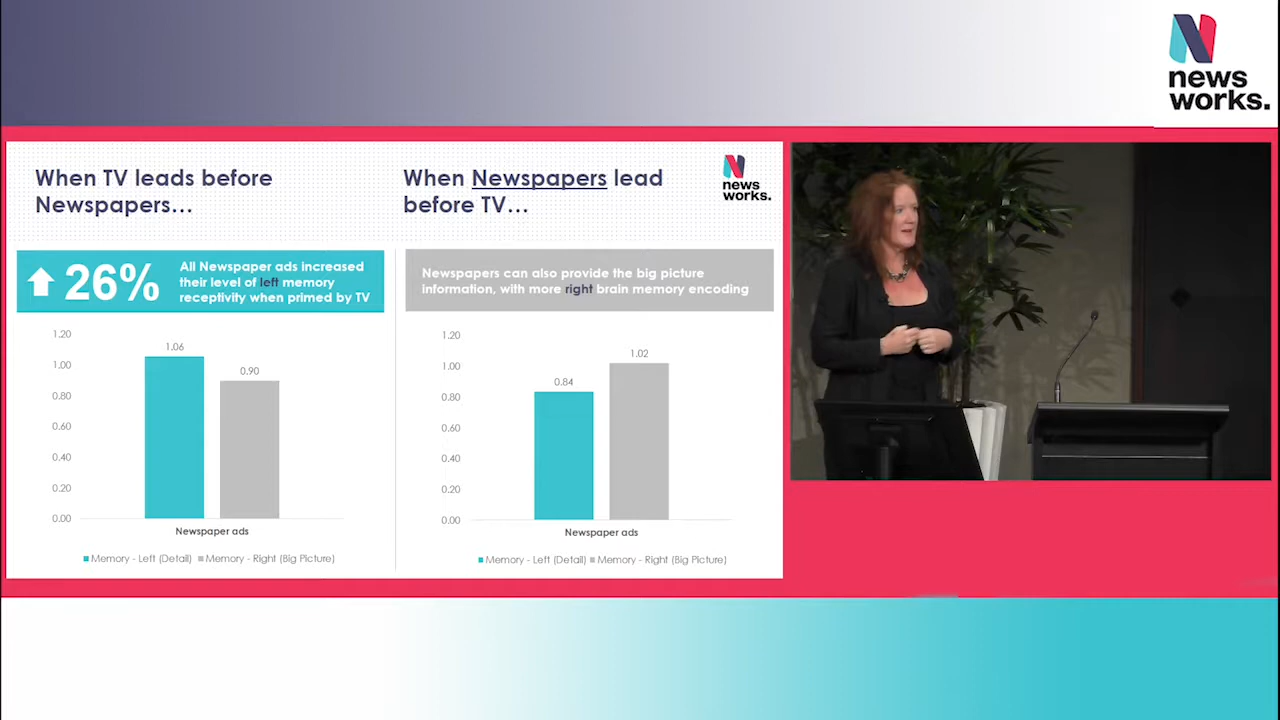 news
works.
When TV leads before
Newspapers…
When Newspapers lead
before TV…
news
works.
26%
All Newspaper ads increased
their level of left memory
receptivity when primed by TV
Newspapers can also provide the big picture
information, with more right brain memory encoding
1.20
1.00
0.80
0.60
0.40
0.20
0.00
1.06
0.90
Newspaper ads
Memory - Left (Detail)
Memory - Right (Big Picture)
1.20
1.00
0.80
0.60
0.40
0.20
0.00
0.84
1.02
Newspaper ads
Memory - Left (Detail)
Memory - Right (Big Picture)